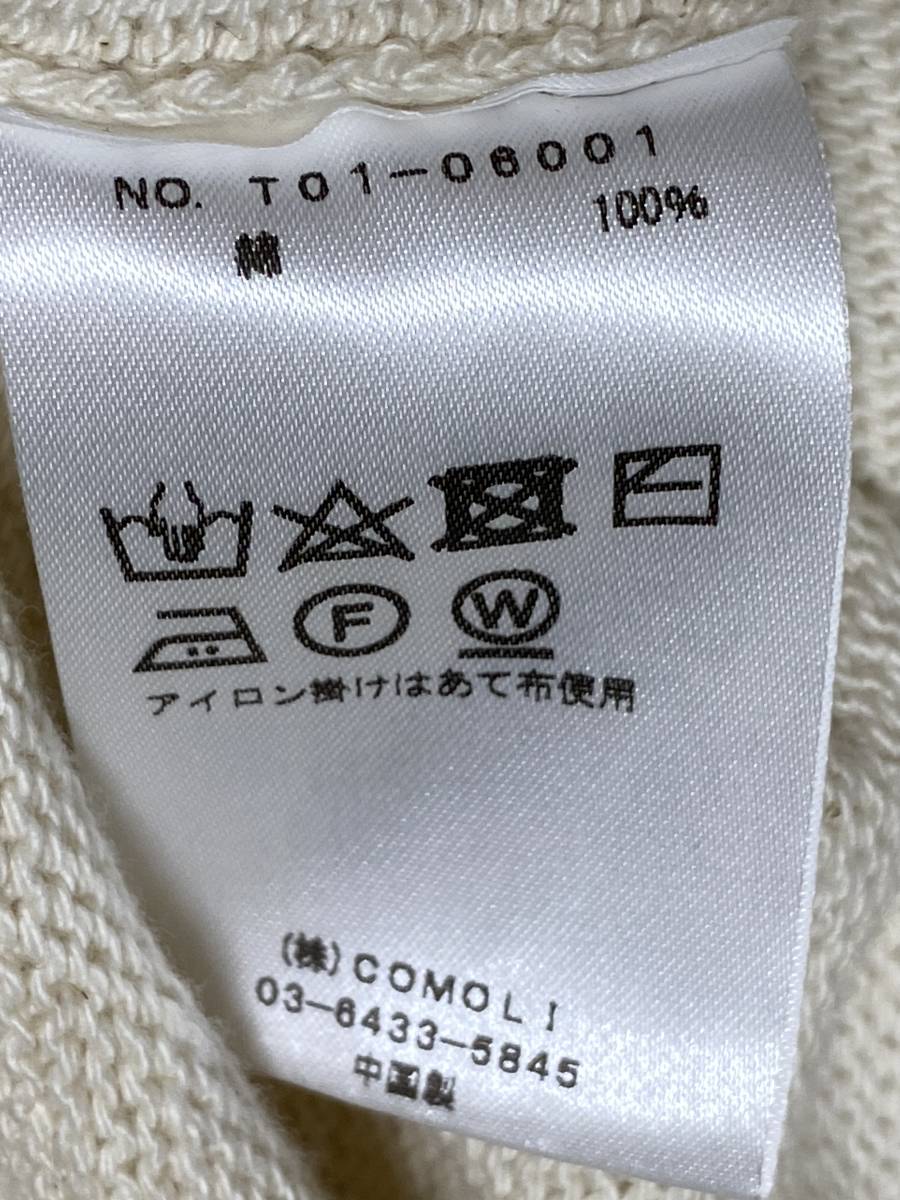 NO. T01-06001
綿 100%
F W
アイロン掛けはあて布使用
(株)COMOLI
03-6433-5845
中国製